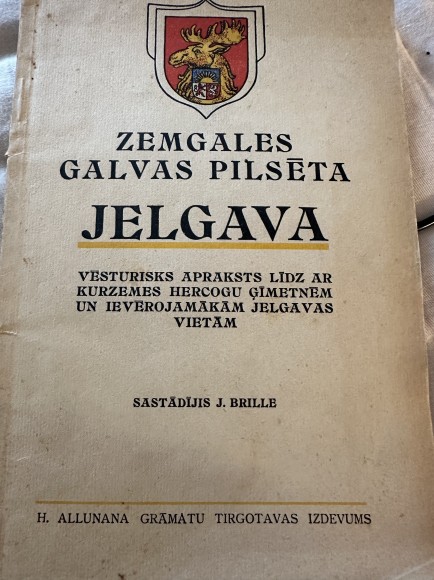 ZEMGALES
GALVAS PILSĒTA
JELGAVA
VĒSTURISKS APRAKSTS LĪDZ AR
KURZEMES HERCOGU ĢĪMETNĒM
UN IEVĒROJAMĀKĀM JELGAVAS
VIETĀM
SASTĀDĪJIS J. BRILLE
H. ALLUNANA GRĀMATU TIRGOTAVAS IZDEVUMS